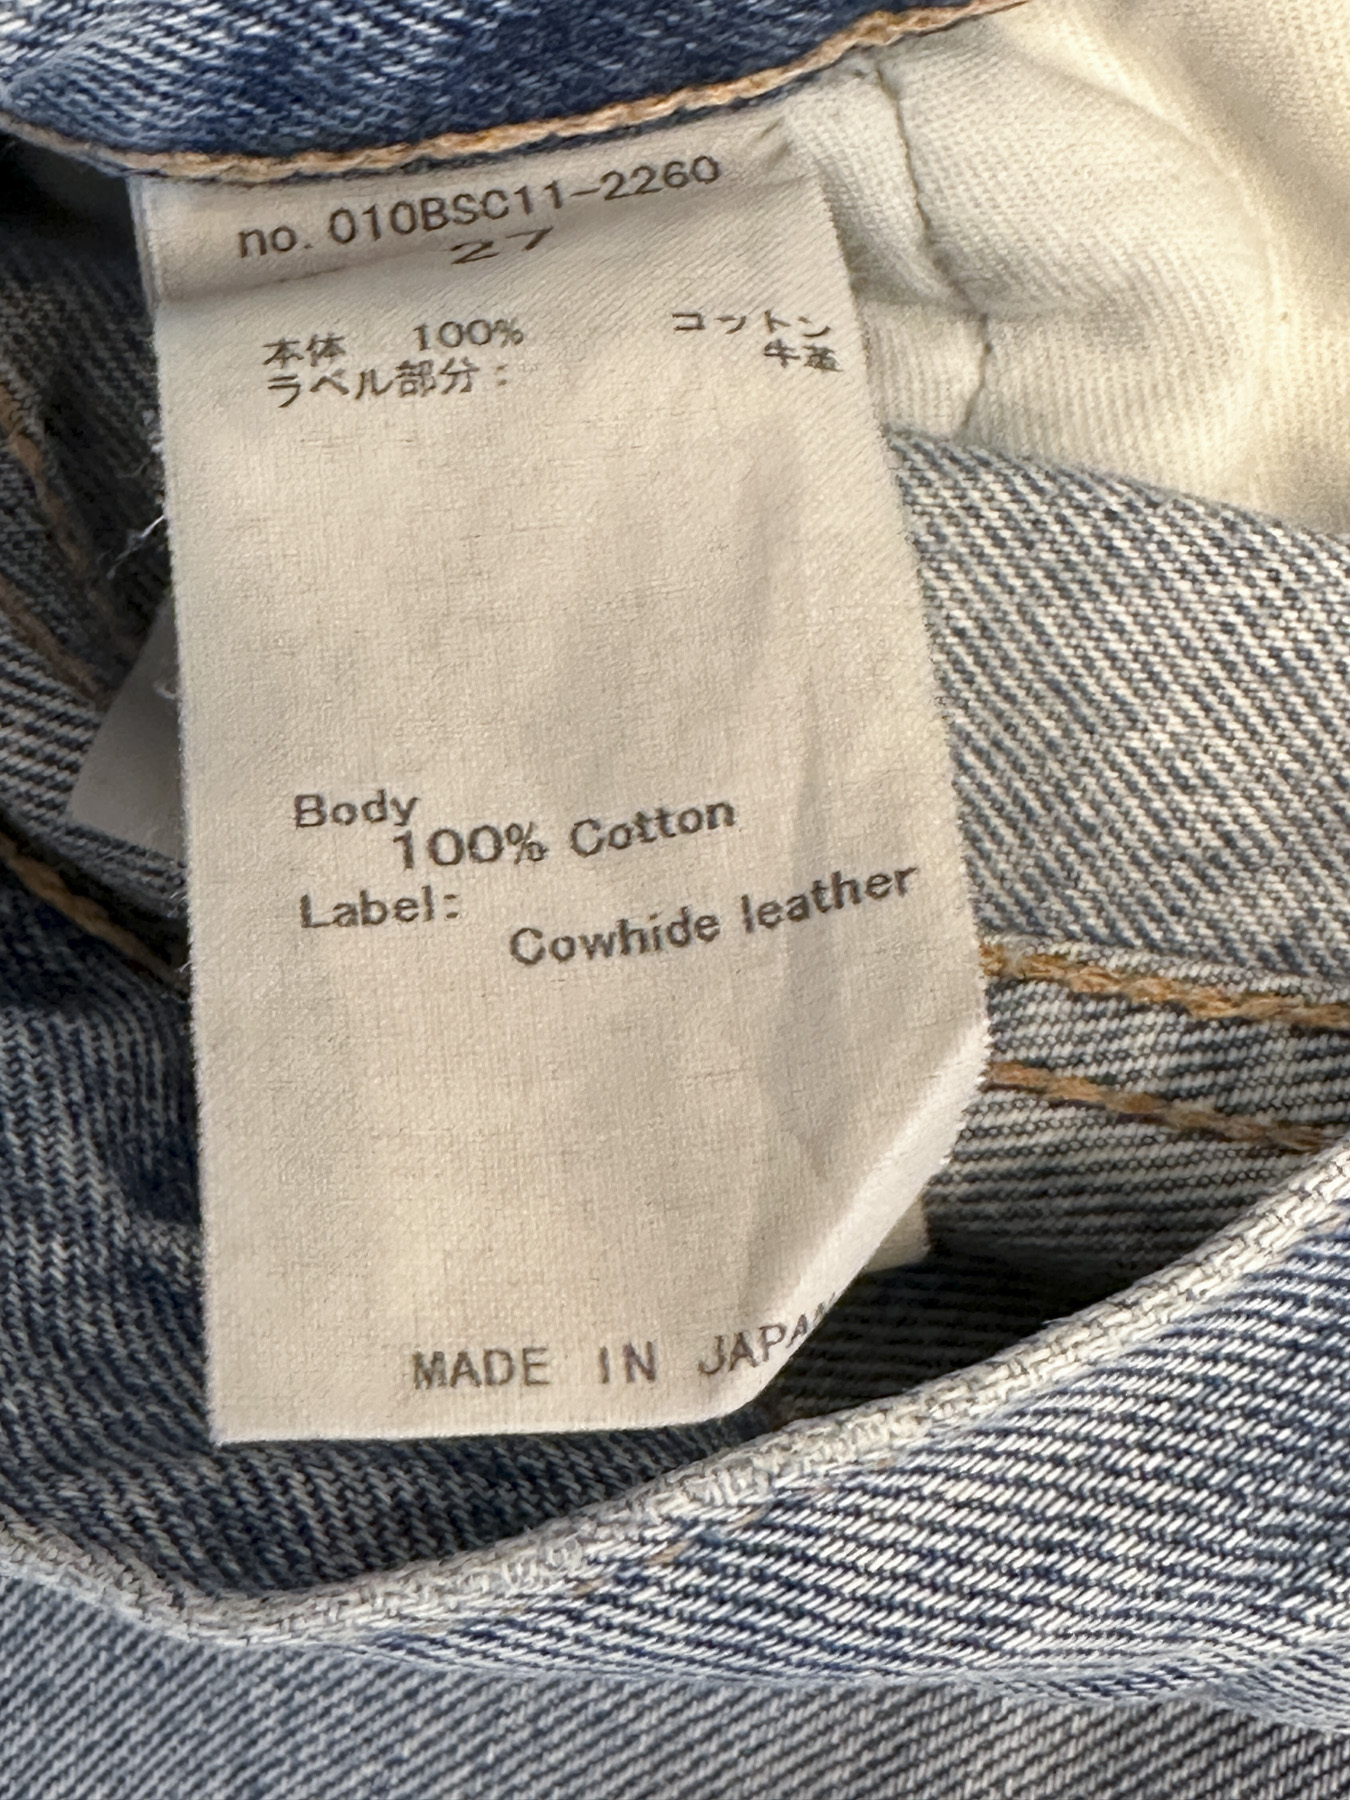 no. 010BSC11-2260
27
本体 100% コットン
ラベル部分: 牛革
Body
100% Cotton
Label:
Cowhide leather
MADE IN JAPAN